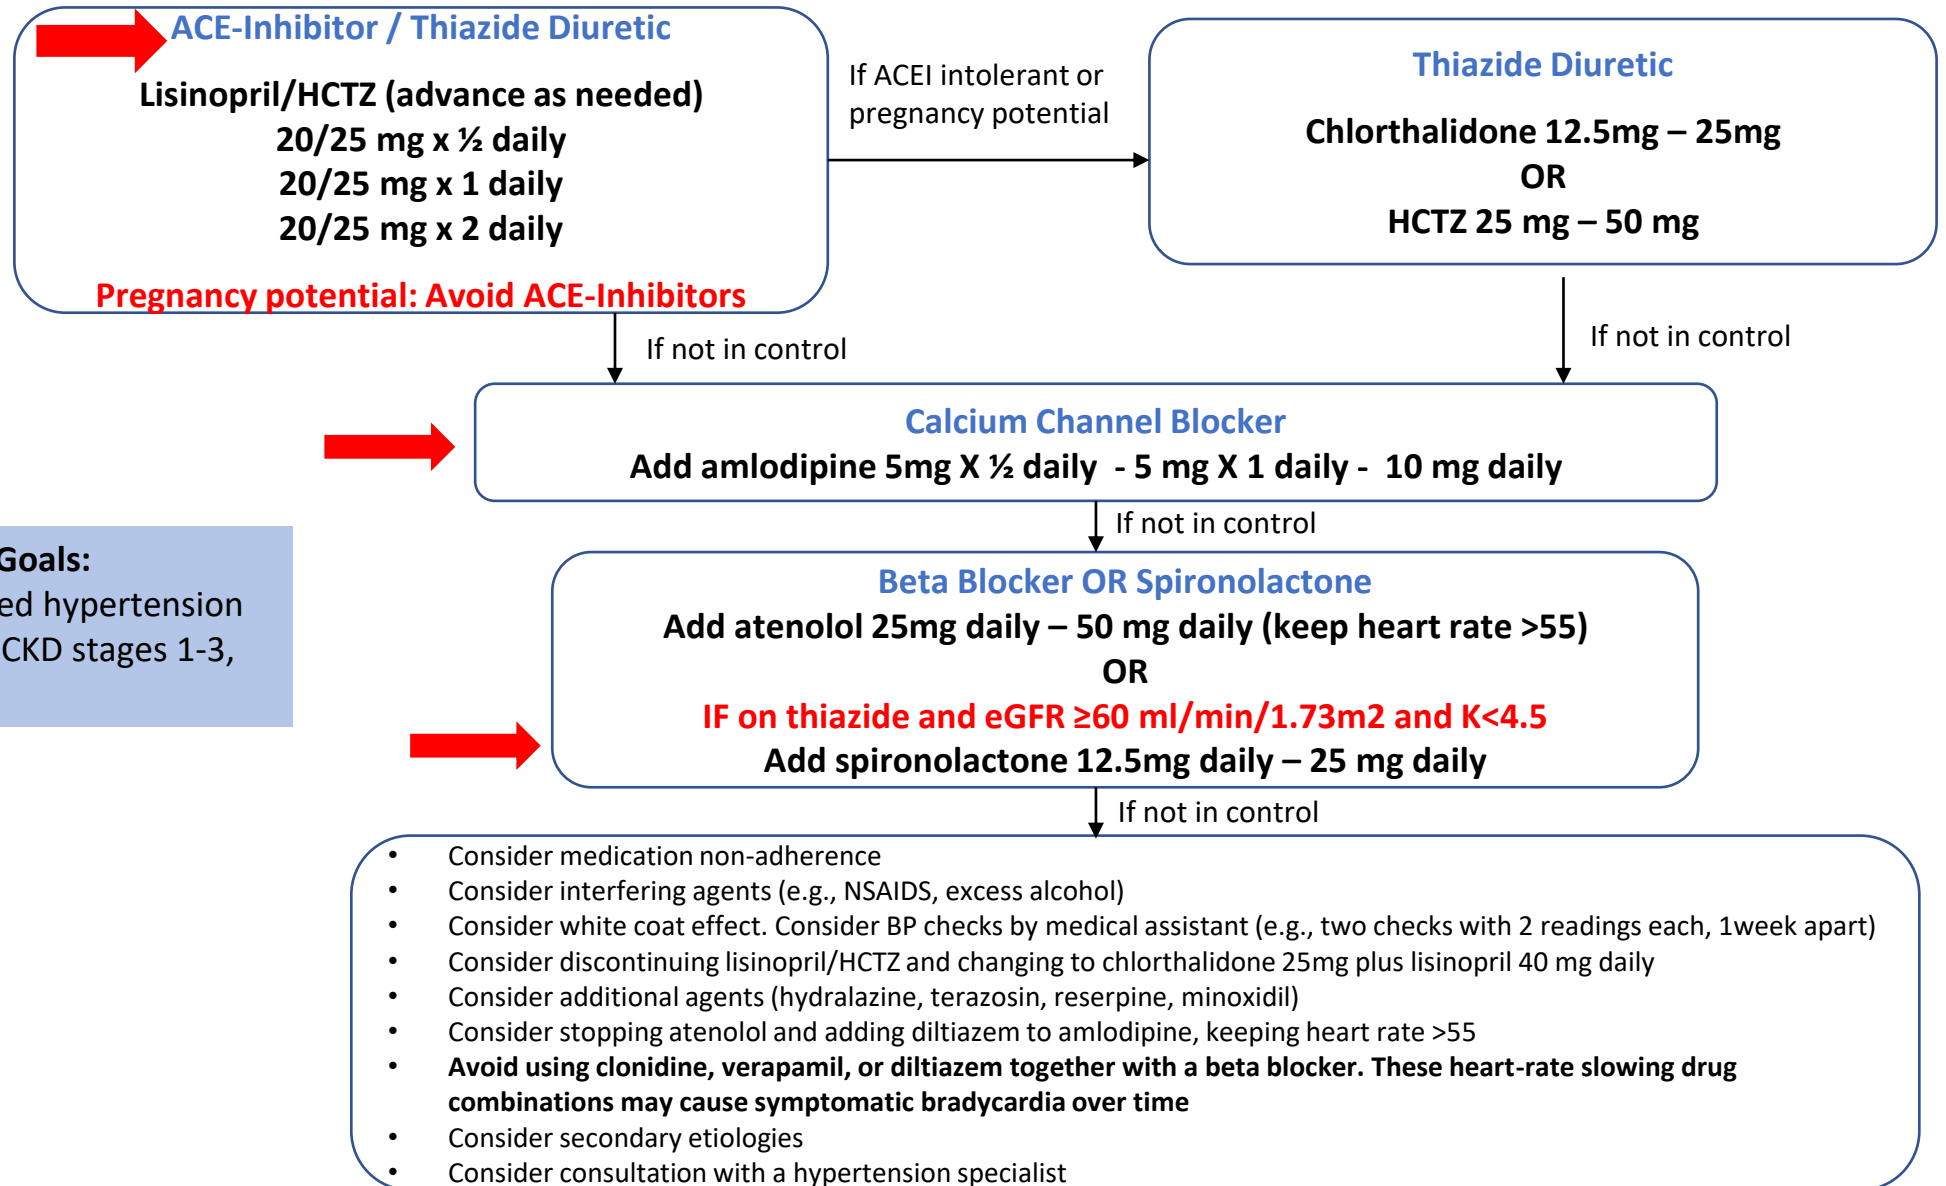 ACE-Inhibitor / Thiazide Diuretic
Lisinopril/HCTZ (advance as needed)
20/25 mg x ½ daily
20/25 mg x 1 daily
20/25 mg x 2 daily
Pregnancy potential: Avoid ACE-Inhibitors
If ACEI intolerant or
pregnancy potential
Thiazide Diuretic
Chlorthalidone 12.5mg – 25mg
OR
HCTZ 25 mg – 50 mg
If not in control
If not in control
Calcium Channel Blocker
Add amlodipine 5mg X ½ daily - 5 mg X 1 daily - 10 mg daily
If not in control
Goals:
ed hypertension
CKD stages 1-3,
Beta Blocker OR Spironolactone
Add atenolol 25mg daily – 50 mg daily (keep heart rate >55)
OR
IF on thiazide and eGFR ≥60 ml/min/1.73m2 and K<4.5
Add spironolactone 12.5mg daily – 25 mg daily
If not in control
• Consider medication non-adherence
• Consider interfering agents (e.g., NSAIDS, excess alcohol)
• Consider white coat effect. Consider BP checks by medical assistant (e.g., two checks with 2 readings each, 1week apart)
• Consider discontinuing lisinopril/HCTZ and changing to chlorthalidone 25mg plus lisinopril 40 mg daily
• Consider additional agents (hydralazine, terazosin, reserpine, minoxidil)
• Consider stopping atenolol and adding diltiazem to amlodipine, keeping heart rate >55
• Avoid using clonidine, verapamil, or diltiazem together with a beta blocker. These heart-rate slowing drug
combinations may cause symptomatic bradycardia over time
• Consider secondary etiologies
• Consider consultation with a hypertension specialist